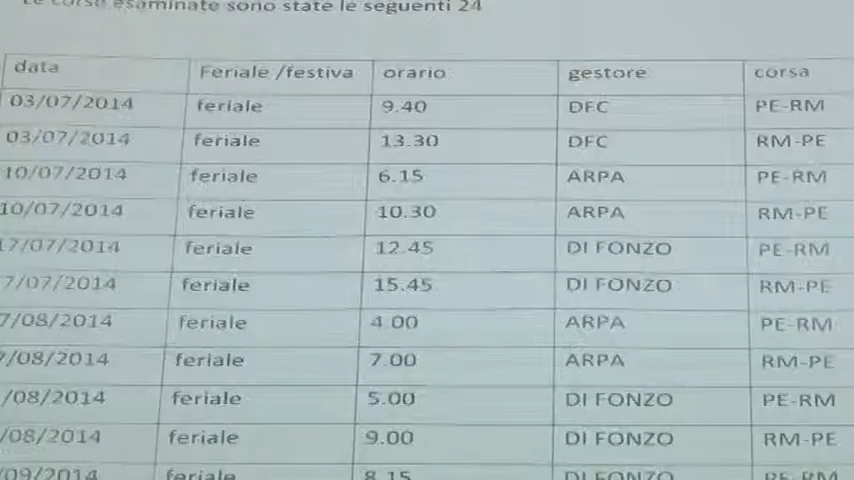 Le corse esaminate sono state le seguenti 24
data Feriale /festiva orario gestore corsa
03/07/2014 feriale 9.40 DFC PE-RM
03/07/2014 feriale 13.30 DFC RM-PE
10/07/2014 feriale 6.15 ARPA PE-RM
10/07/2014 feriale 10.30 ARPA RM-PE
17/07/2014 feriale 12.45 DI FONZO PE-RM
7/07/2014 feriale 15.45 DI FONZO RM-PE
7/08/2014 feriale 4.00 ARPA PE-RM
7/08/2014 feriale 7.00 ARPA RM-PE
/08/2014 feriale 5.00 DI FONZO PE-RM
/08/2014 feriale 9.00 DI FONZO RM-PE
/09/2014 feriale 8.15 DI FONZO PE-RM